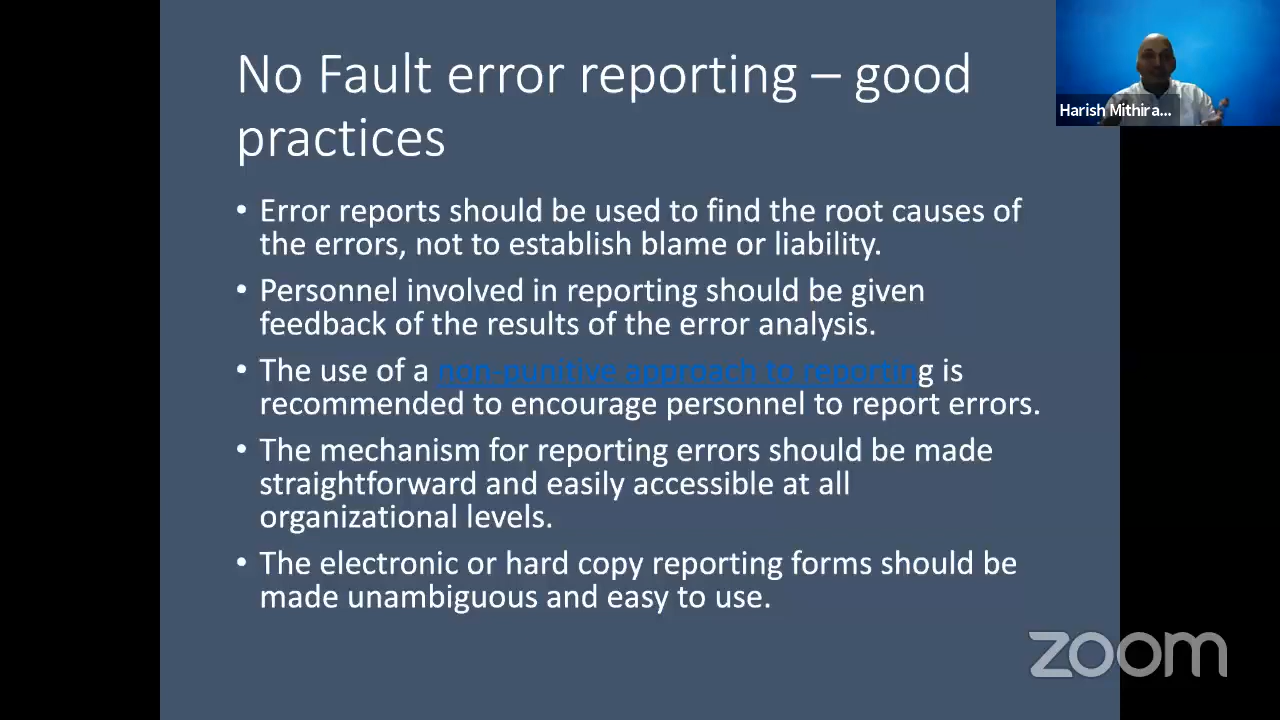 No Fault error reporting – good
practices
Harish Mithira...
• Error reports should be used to find the root causes of
the errors, not to establish blame or liability.
• Personnel involved in reporting should be given
feedback of the results of the error analysis.
• The use of a non-punitive approach to reporting is
recommended to encourage personnel to report errors.
• The mechanism for reporting errors should be made
straightforward and easily accessible at all
organizational levels.
• The electronic or hard copy reporting forms should be
made unambiguous and easy to use.
zoom